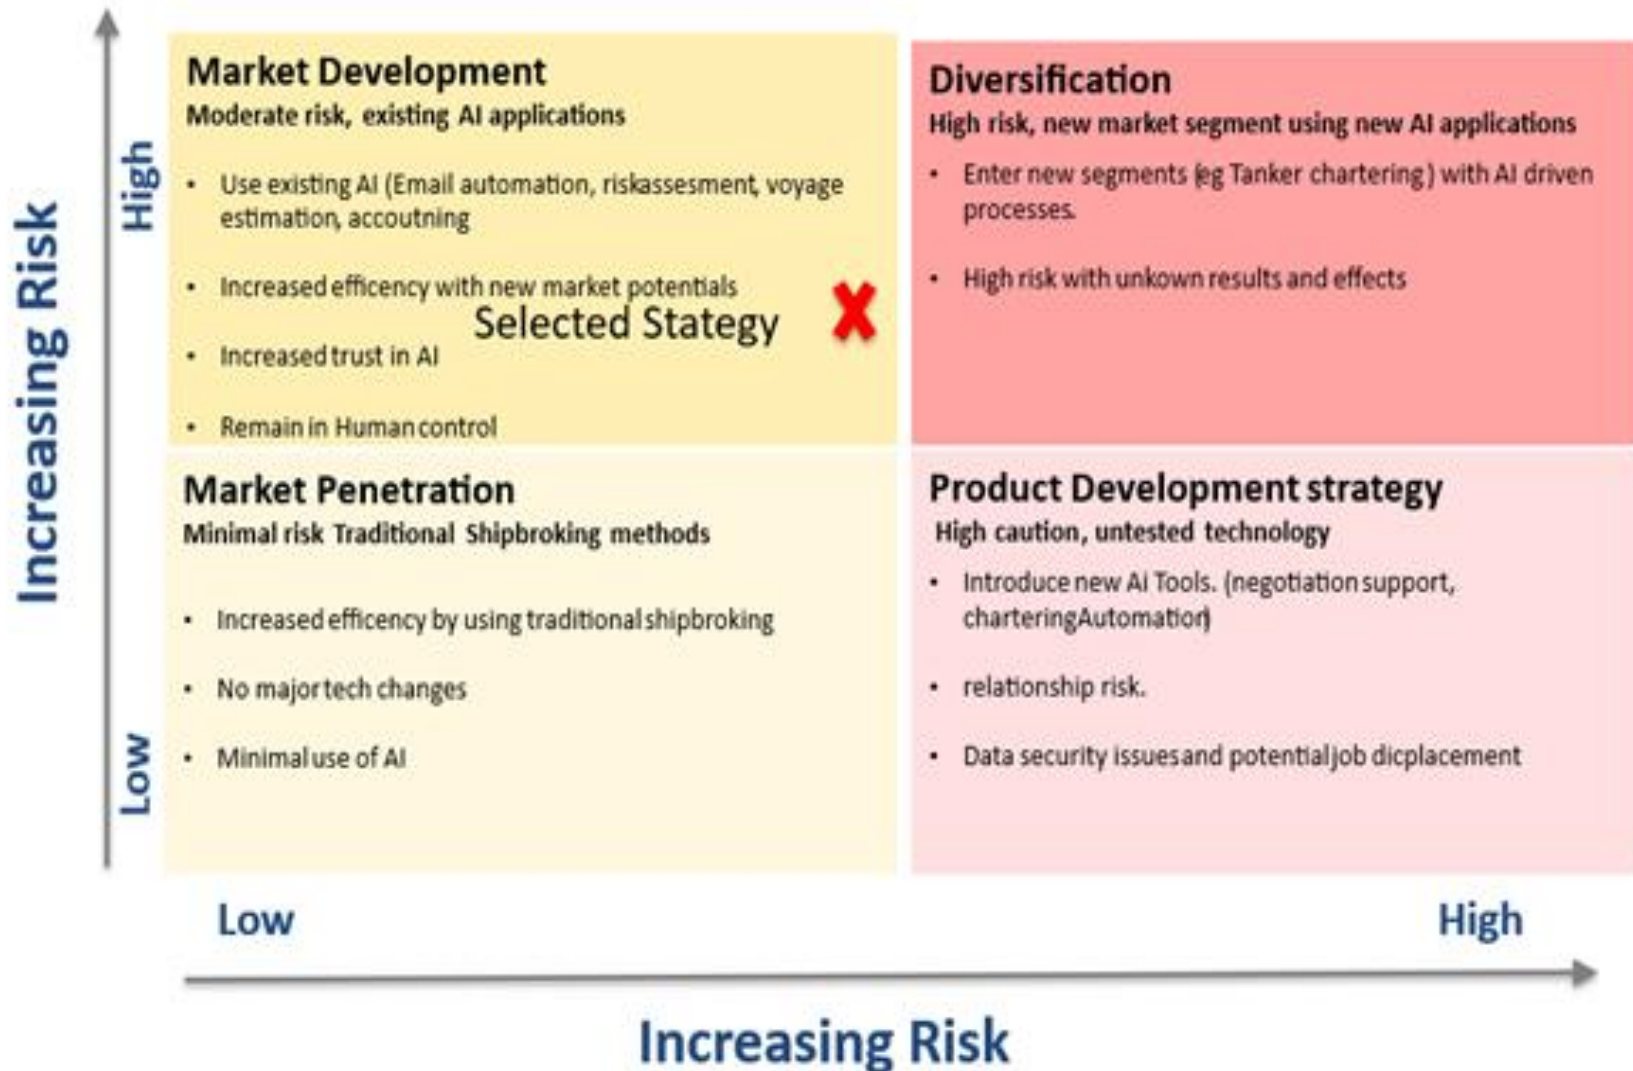 Increasing Risk
High
Low
Market Development
Moderate risk, existing AI applications
• Use existing AI (Email automation, riskassesment, voyage
estimation, accoutning
• Increased efficency with new market potentials
Selected Stategy
• Increased trust in AI
• Remain in Human control
Diversification
High risk, new market segment using new AI applications
• Enter new segments (eg Tanker chartering) with AI driven
processes.
• High risk with unkown results and effects
Market Penetration
Minimal risk Traditional Shipbroking methods
• Increased efficency by using traditional shipbroking
• No major tech changes
• Minimal use of AI
Product Development strategy
High caution, untested technology
• Introduce new AI Tools. (negotiation support,
charteringAutomation)
• relationship risk.
• Data security issues and potential job dicplacement
Low
High
Increasing Risk